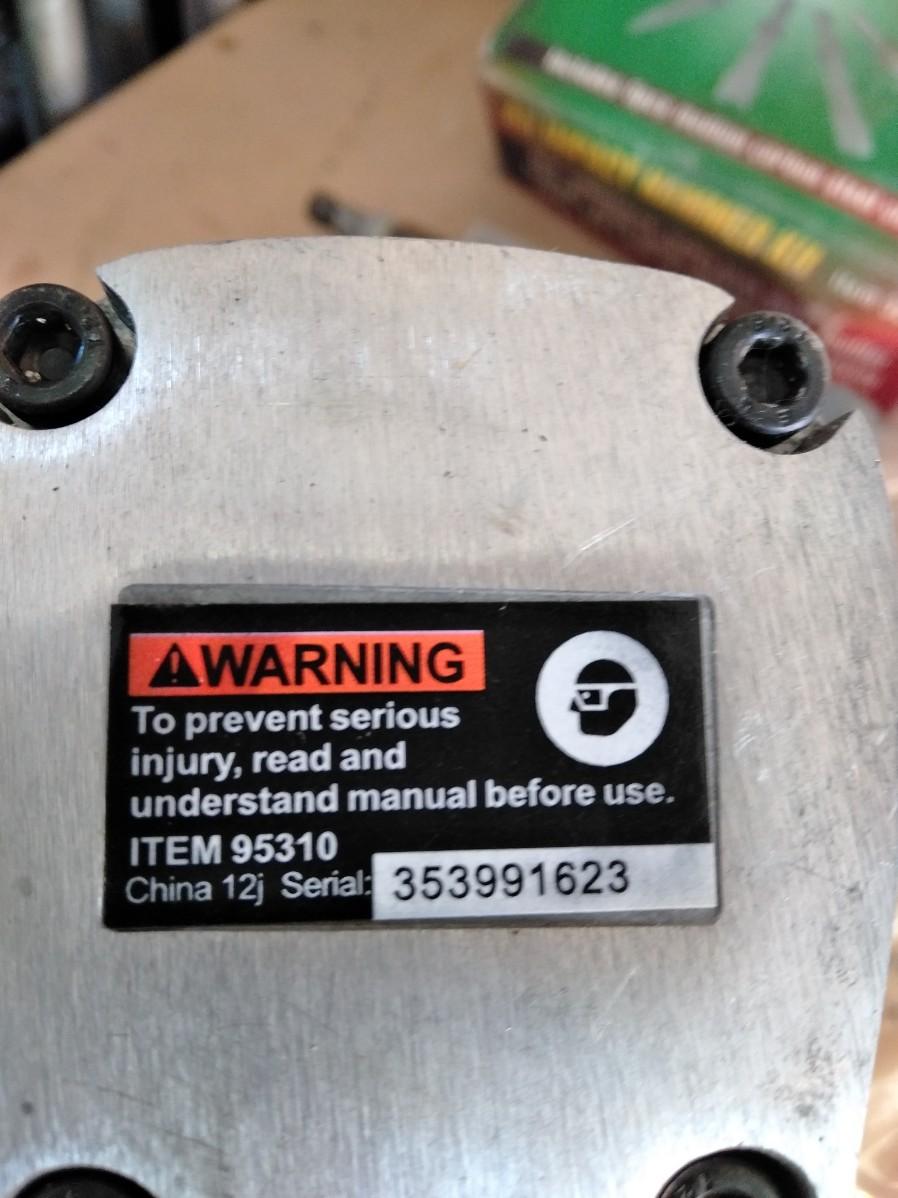 WARNING
To prevent serious
injury, read and
understand manual before use.
ITEM 95310
China 12j Serial: 353991623